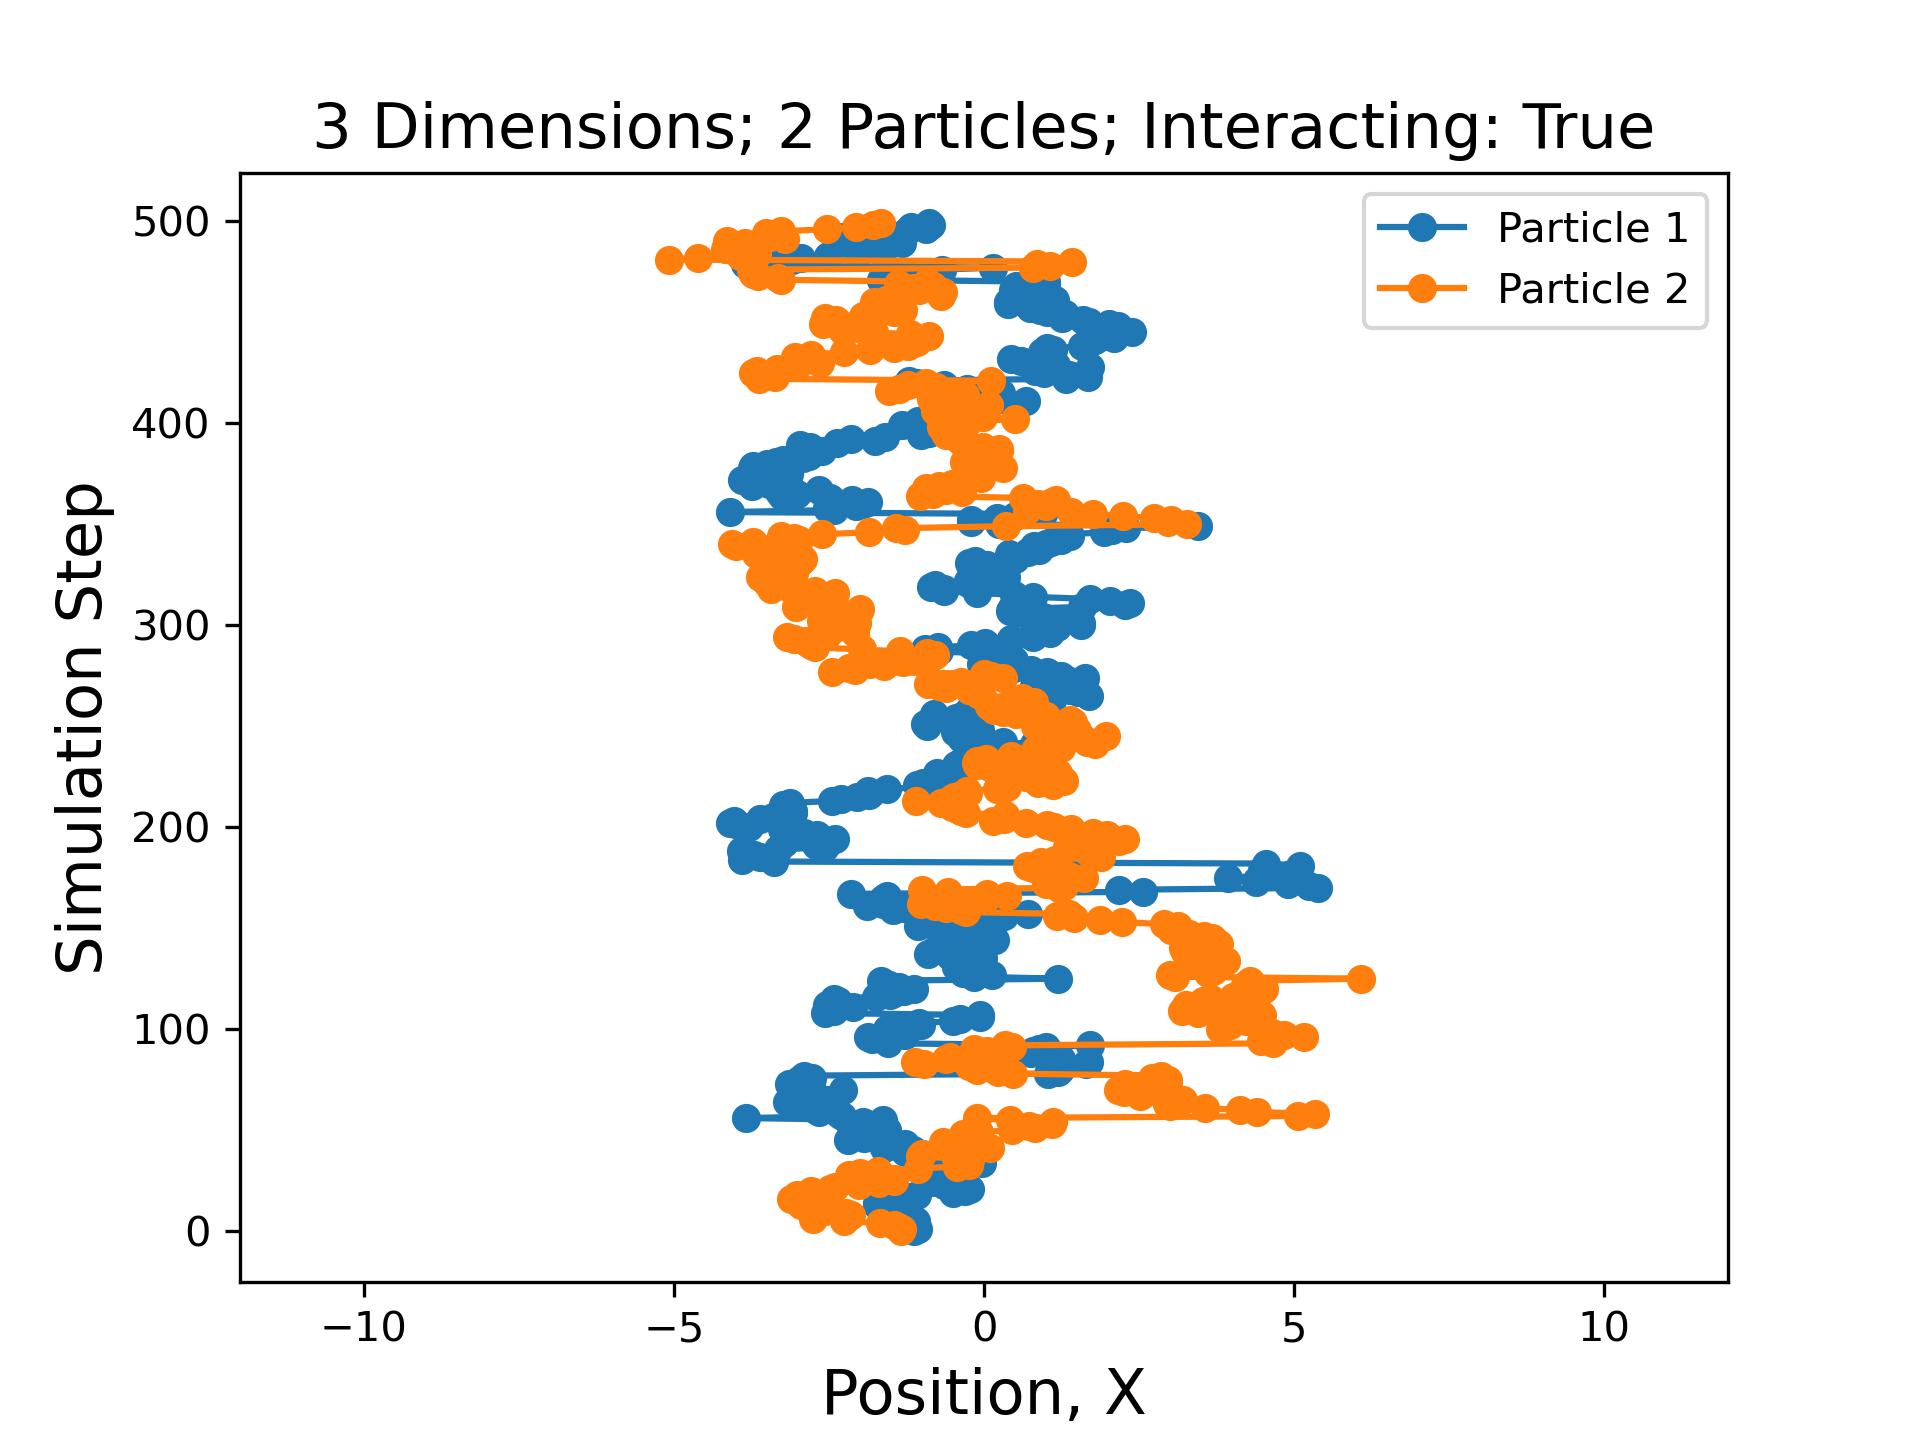 3 Dimensions; 2 Particles; Interacting: True
Particle 1
Particle 2
Simulation Step
500
400
300
200
100
0
−10
−5
0
5
10
Position, X